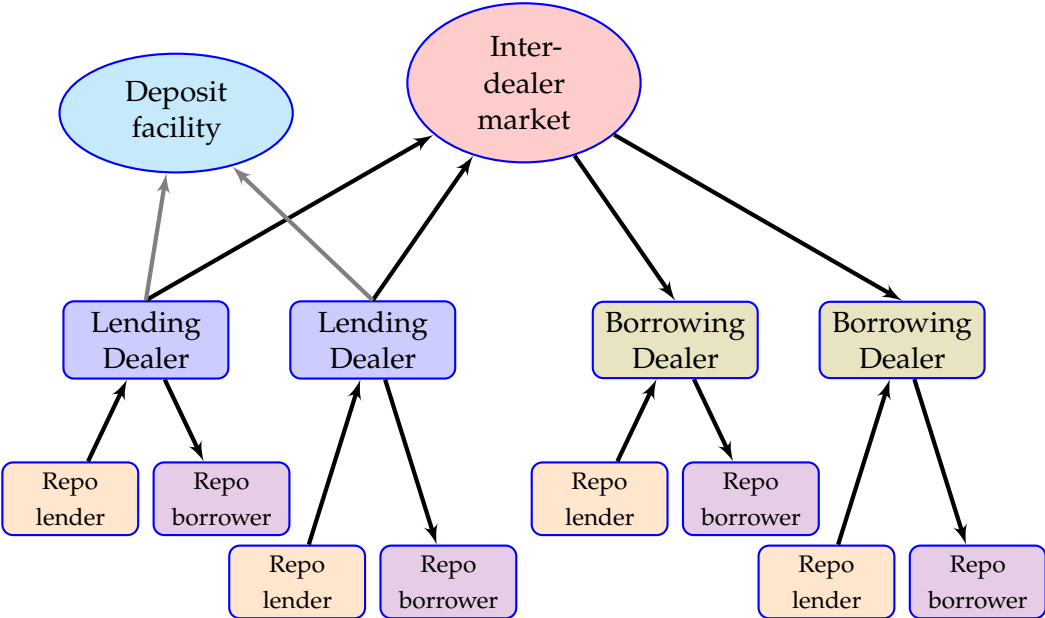 Inter-
dealer
market
Deposit
facility
Lending
Dealer
Lending
Dealer
Borrowing
Dealer
Borrowing
Dealer
Repo
lender
Repo
borrower
Repo
lender
Repo
borrower
Repo
lender
Repo
borrower
Repo
lender
Repo
borrower